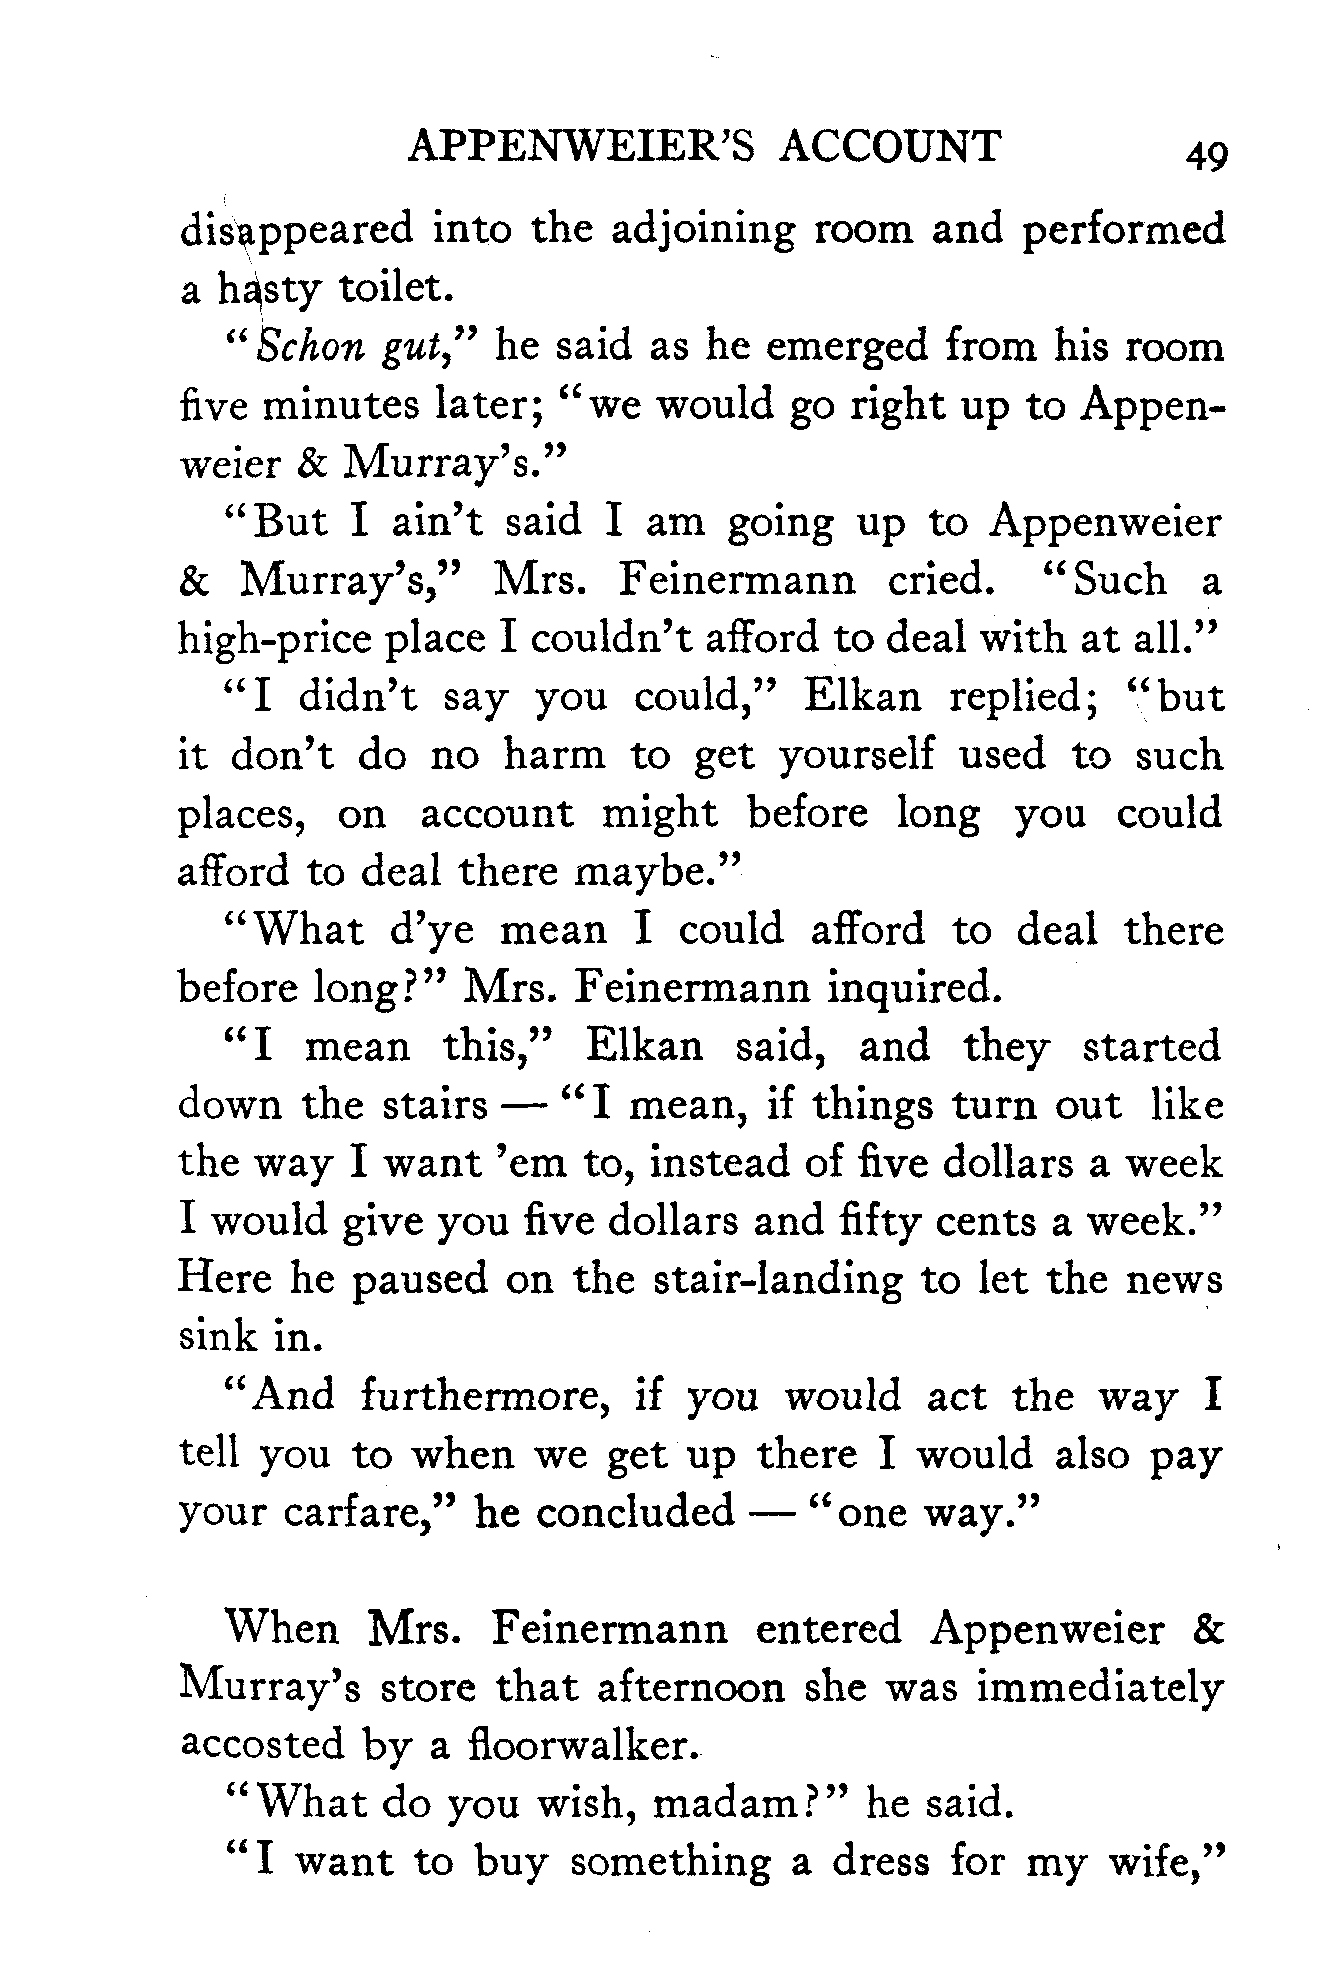 APPENWEIER'S ACCOUNT 49
disappeared into the adjoining room and performed
a hasty toilet.
"Schon gut," he said as he emerged from his room
five minutes later; "we would go right up to Appen-
weier & Murray's."
"But I ain't said I am going up to Appenweier
& Murray's," Mrs. Feinermann cried. "Such a
high-price place I couldn't afford to deal with at all."
"I didn't say you could," Elkan replied; "but
it don't do no harm to get yourself used to such
places, on account might before long you could
afford to deal there maybe."
"What d'ye mean I could afford to deal there
before long?" Mrs. Feinermann inquired.
"I mean this," Elkan said, and they started
down the stairs — "I mean, if things turn out like
the way I want 'em to, instead of five dollars a week
I would give you five dollars and fifty cents a week."
Here he paused on the stair-landing to let the news
sink in.
"And furthermore, if you would act the way I
tell you to when we get up there I would also pay
your carfare," he concluded — "one way."
When Mrs. Feinermann entered Appenweier &
Murray's store that afternoon she was immediately
accosted by a floorwalker.
"What do you wish, madam?" he said.
"I want to buy something a dress for my wife,"